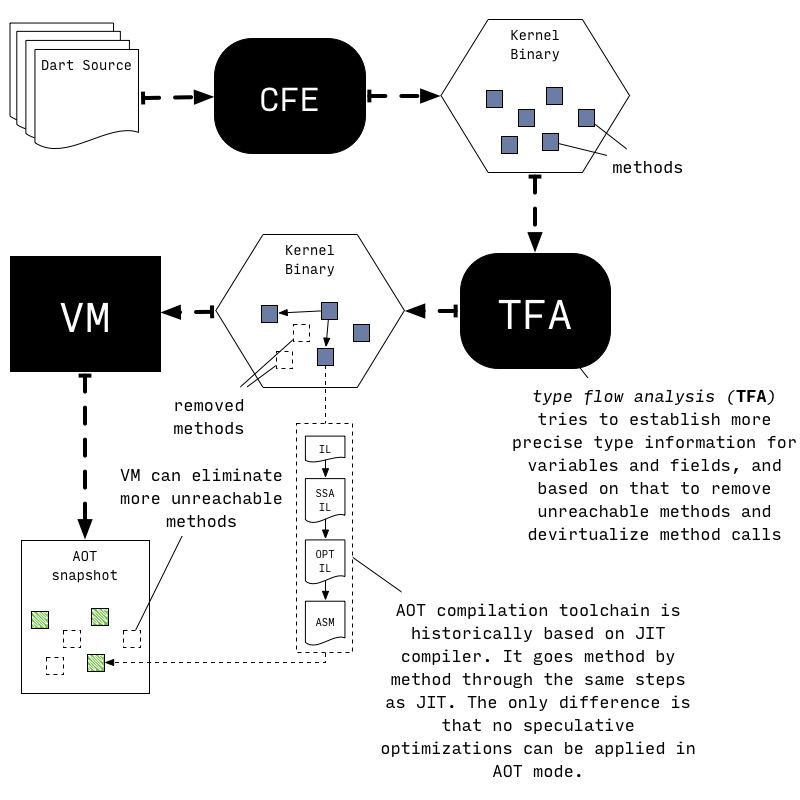 Dart Source
CFE
Kernel
Binary
methods
VM
Kernel
Binary
TFA
removed
methods
type flow analysis (TFA)
tries to establish more
precise type information for
variables and fields, and
based on that to remove
unreachable methods and
devirtualize method calls
VM can eliminate
more unreachable
methods
IL
SSA
IL
OPT
IL
ASM
AOT
snapshot
AOT compilation toolchain is
historically based on JIT
compiler. It goes method by
method through the same steps
as JIT. The only difference is
that no speculative
optimizations can be applied in
AOT mode.